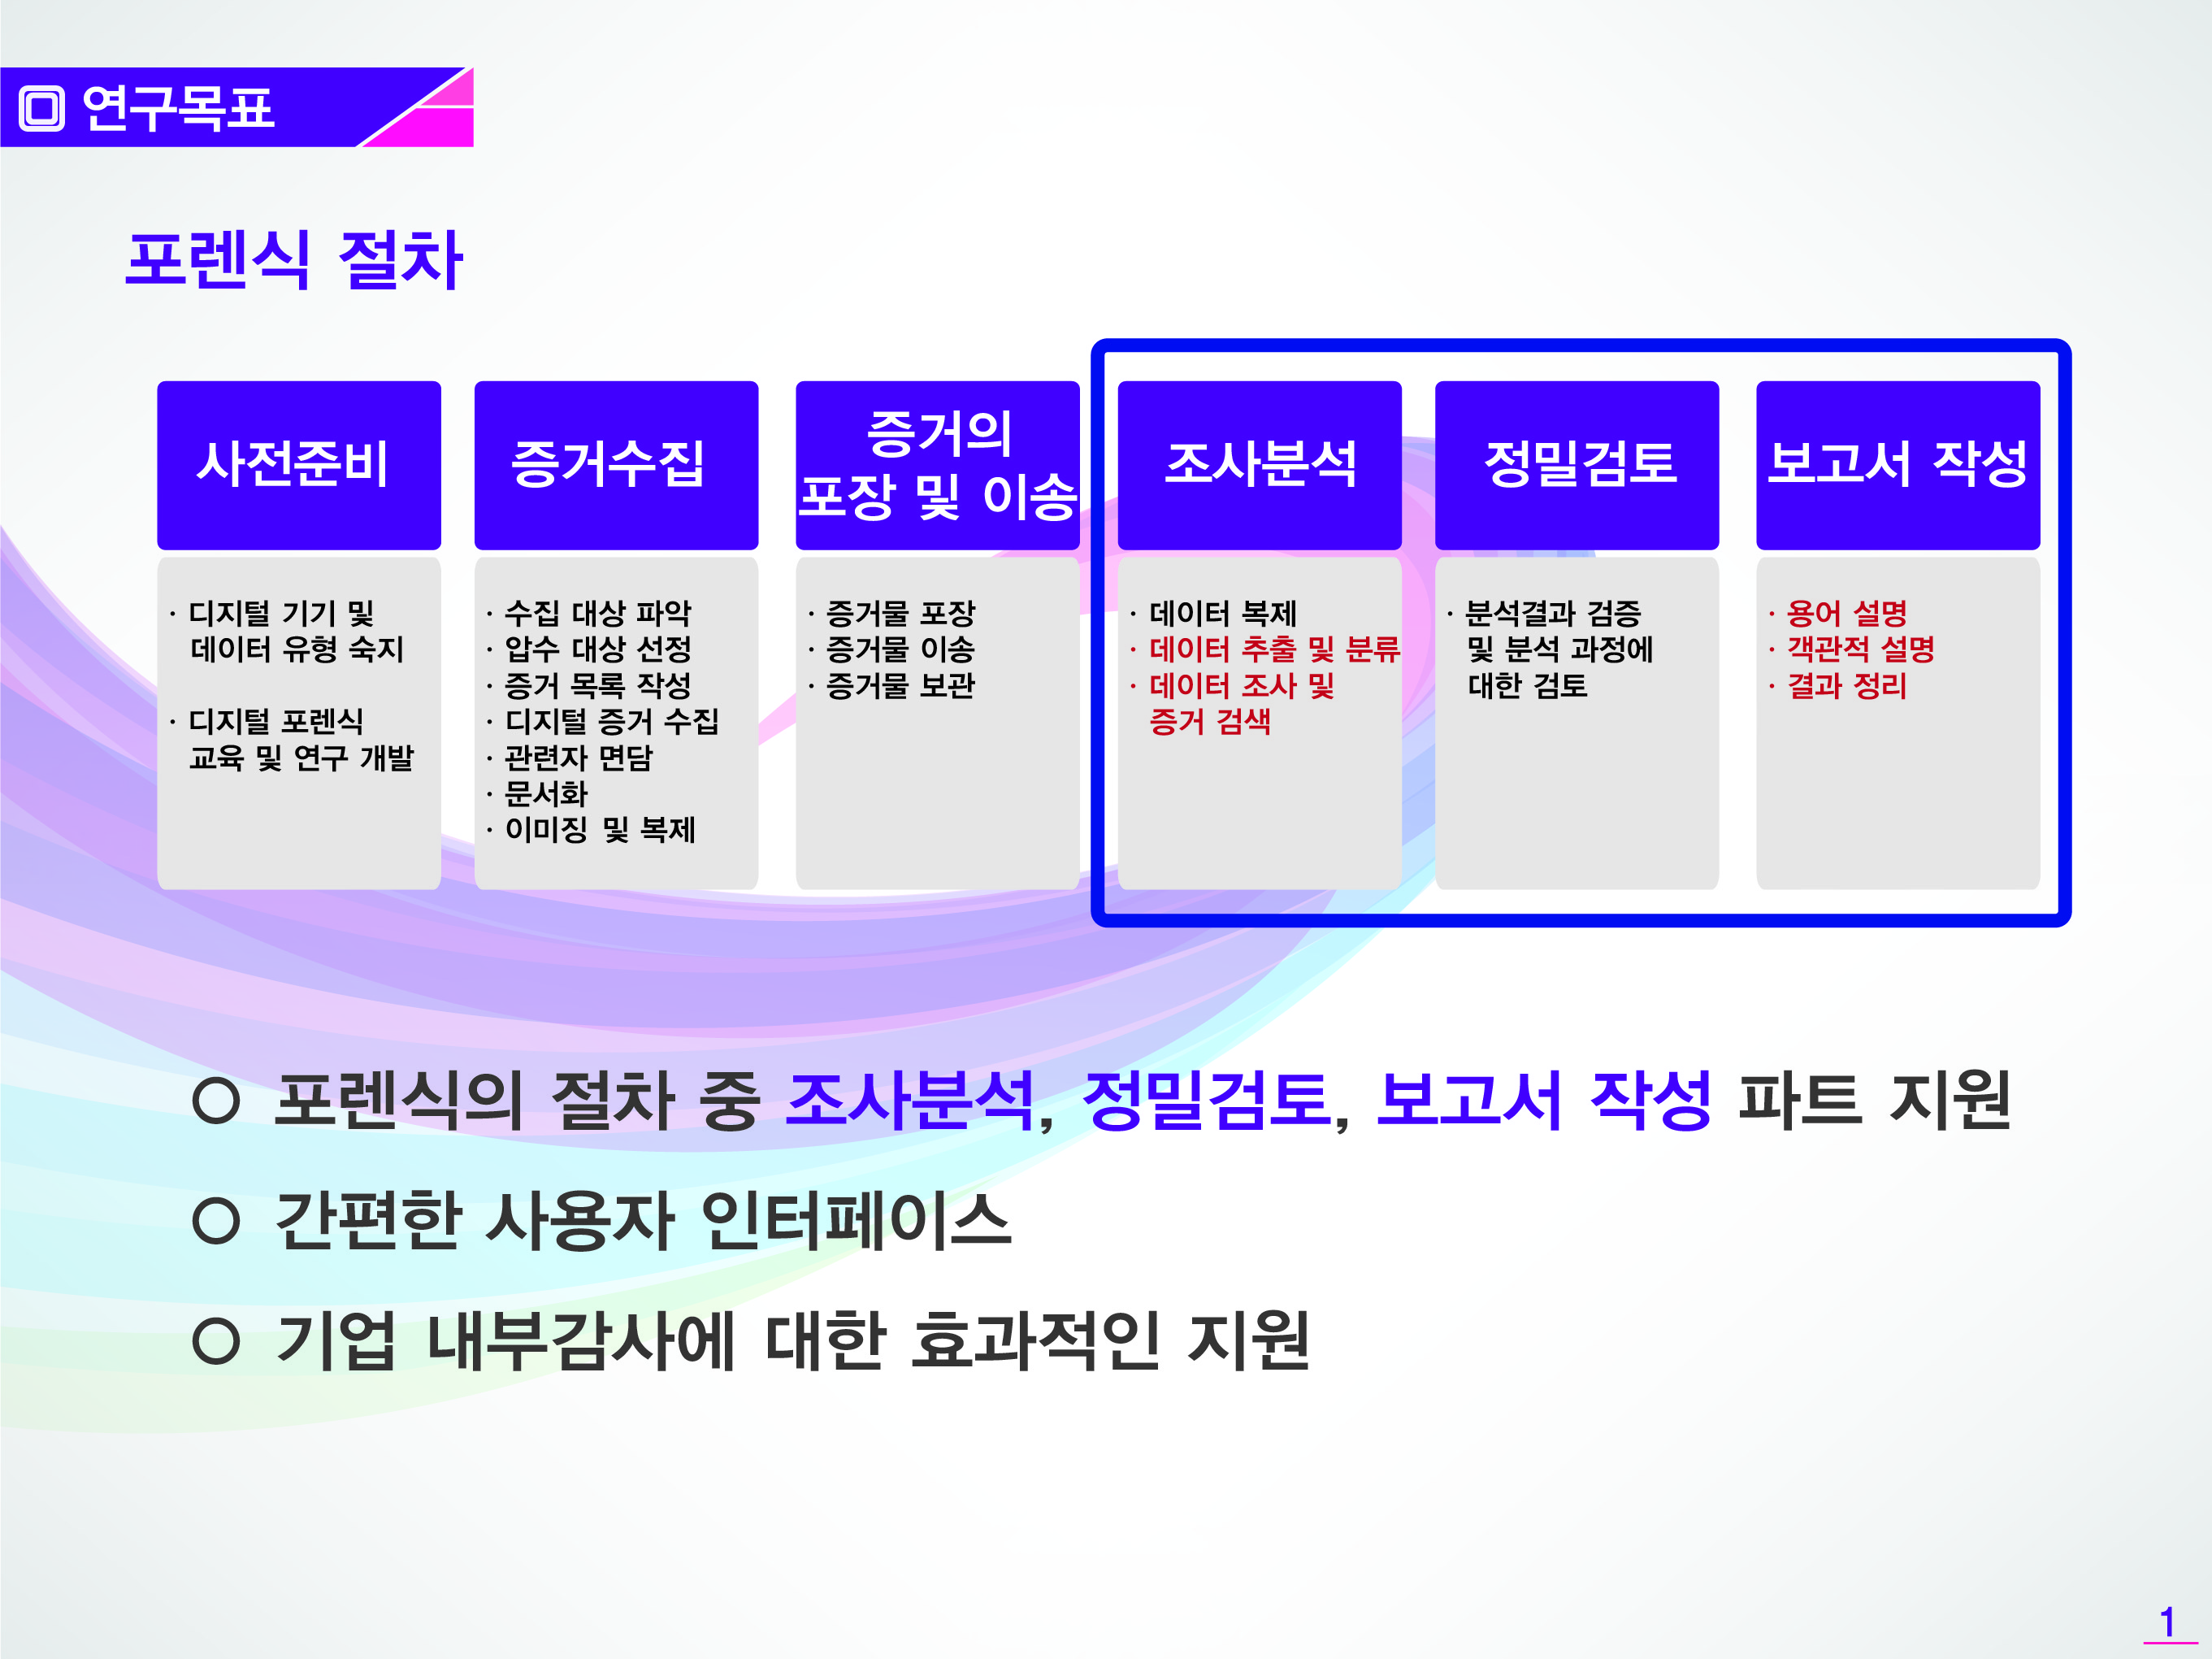 연구목표
포렌식 절차
사전준비
· 디지털 기기 및
데이터 유형 숙지
· 디지털 포렌식
교육 및 연구 개발
증거수집
· 수집 대상 파악
· 압수 대상 선정
· 증거 목록 작성
· 디지털 증거 수집
· 관련자 면담
· 문서화
· 이미징 및 복제
증거의
포장 및 이송
· 증거물 포장
· 증거물 이송
· 증거물 보관
조사분석
· 데이터 복제
· 데이터 추출 및 분류
· 데이터 조사 및
증거 검색
정밀검토
· 분석결과 검증
및 분석 과정에
대한 검토
보고서 작성
· 용어 설명
· 객관적 설명
· 결과 정리
○ 포렌식의 절차 중 조사분석, 정밀검토, 보고서 작성 파트 지원
○ 간편한 사용자 인터페이스
○ 기업 내부감사에 대한 효과적인 지원
1